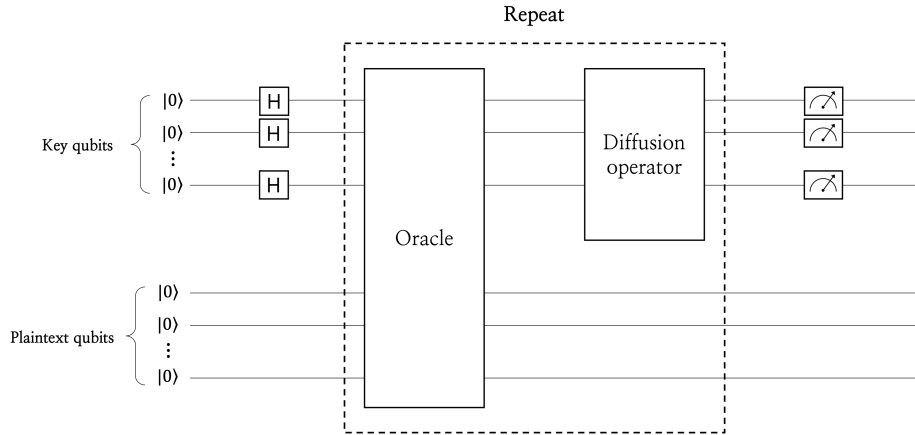 Repeat
|0⟩ H
Key qubits
|0⟩ H
⋮
|0⟩ H
Diffusion
operator
Oracle
|0⟩
Plaintext qubits
|0⟩
⋮
|0⟩